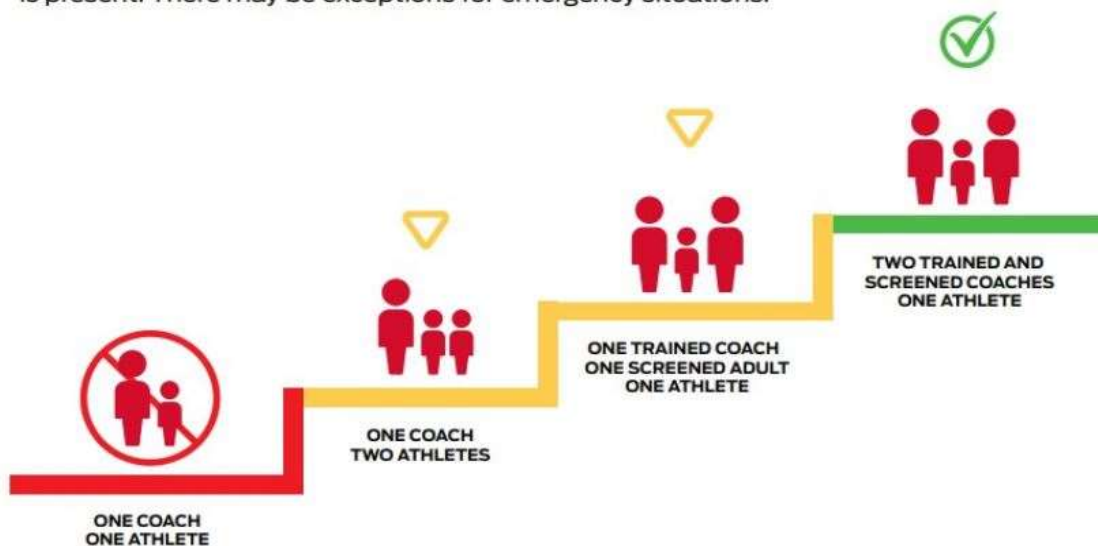 is present. There may be exceptions for emergency situations.
TWO TRAINED AND
SCREENED COACHES
ONE ATHLETE
ONE TRAINED COACH
ONE SCREENED ADULT
ONE ATHLETE
ONE COACH
TWO ATHLETES
ONE COACH
ONE ATHLETE